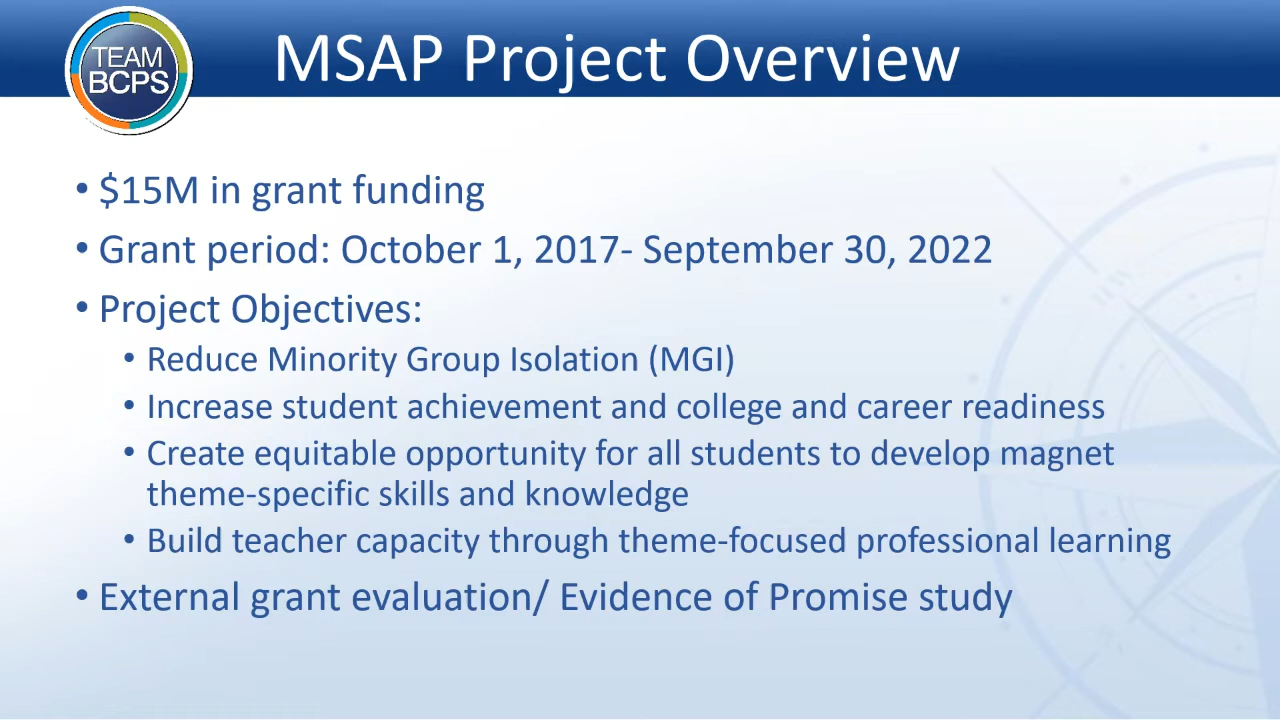 TEAM
BCPS
MSAP Project Overview
• $15M in grant funding
• Grant period: October 1, 2017- September 30, 2022
• Project Objectives:
• Reduce Minority Group Isolation (MGI)
• Increase student achievement and college and career readiness
• Create equitable opportunity for all students to develop magnet
theme-specific skills and knowledge
• Build teacher capacity through theme-focused professional learning
• External grant evaluation/ Evidence of Promise study